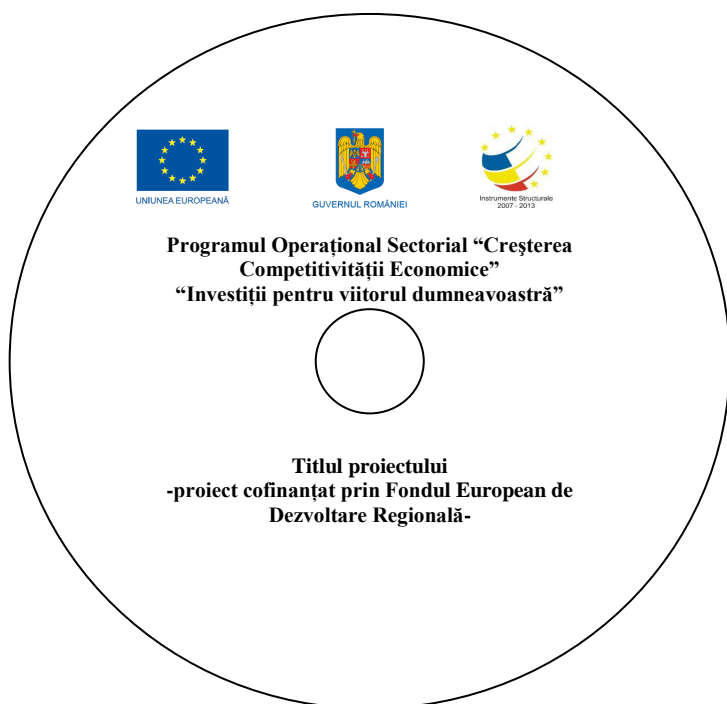 UNIUNEA EUROPEANĂ
GUVERNUL ROMÂNIEI
Instrumente Structurale
2007 - 2013
Programul Operațional Sectorial “Creşterea
Competitivității Economice”
“Investiții pentru viitorul dumneavoastră”
Titlul proiectului
-proiect cofinanțat prin Fondul European de
Dezvoltare Regională-